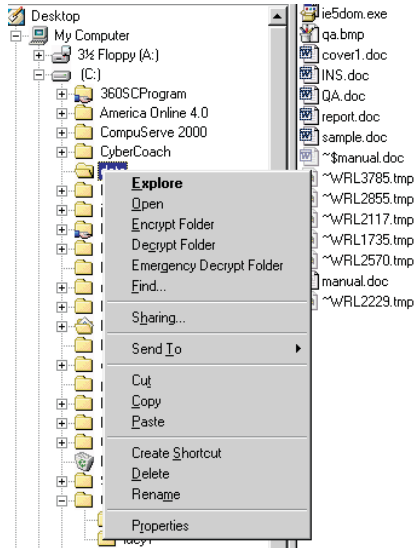 Desktop
My Computer
3½ Floppy (A:)
(C:)
360SCProgram
America Online 4.0
CompuServe 2000
CyberCoach
Explore
Open
Encrypt Folder
Decrypt Folder
Emergency Decrypt Folder
Find...
Sharing...
Send To
Cut
Copy
Paste
Create Shortcut
Delete
Rename
Properties
ie5dom.exe
qa.bmp
cover1.doc
INS.doc
QA.doc
report.doc
sample.doc
~$manual.doc
~WRL3785.tmp
~WRL2855.tmp
~WRL2117.tmp
~WRL1735.tmp
~WRL2570.tmp
manual.doc
~WRL2229.tmp